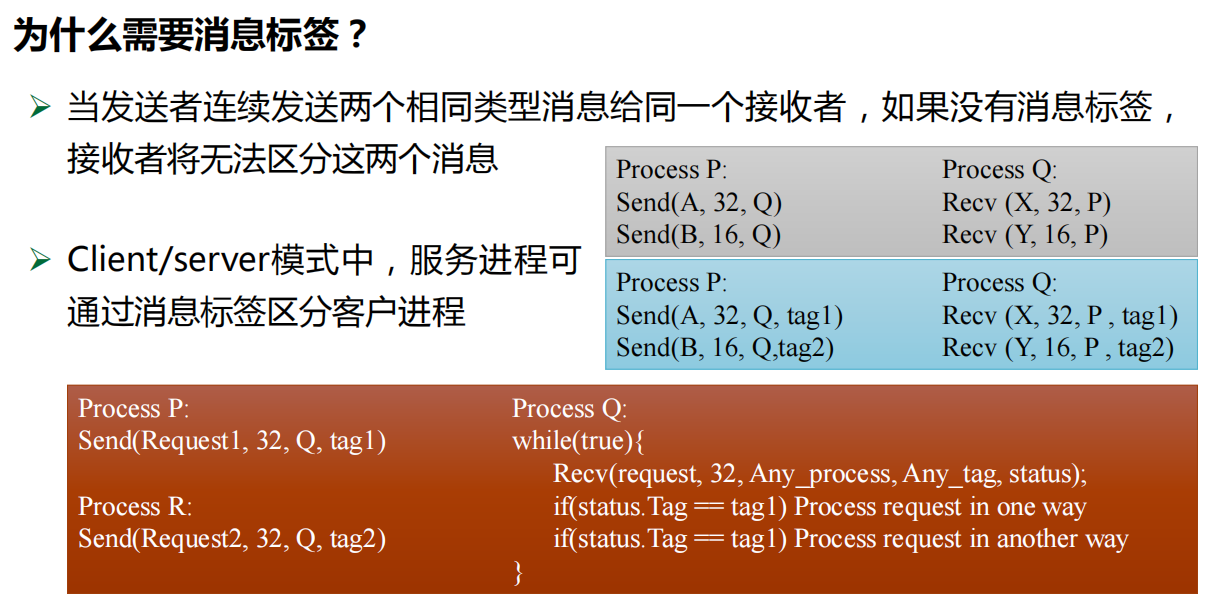 为什么需要消息标签？
当发送者连续发送两个相同类型消息给同一个接收者，如果没有消息标签，
接收者将无法区分这两个消息
Process P:
Send(A, 32, Q)
Send(B, 16, Q)
Process Q:
Recv (X, 32, P)
Recv (Y, 16, P)
Client/server模式中，服务进程可
通过消息标签区分客户进程
Process P:
Send(A, 32, Q, tag1)
Send(B, 16, Q,tag2)
Process Q:
Recv (X, 32, P , tag1)
Recv (Y, 16, P , tag2)
Process P:
Send(Request1, 32, Q, tag1)
Process R:
Send(Request2, 32, Q, tag2)
Process Q:
while(true){
Recv(request, 32, Any_process, Any_tag, status);
if(status.Tag == tag1) Process request in one way
if(status.Tag == tag1) Process request in another way
}